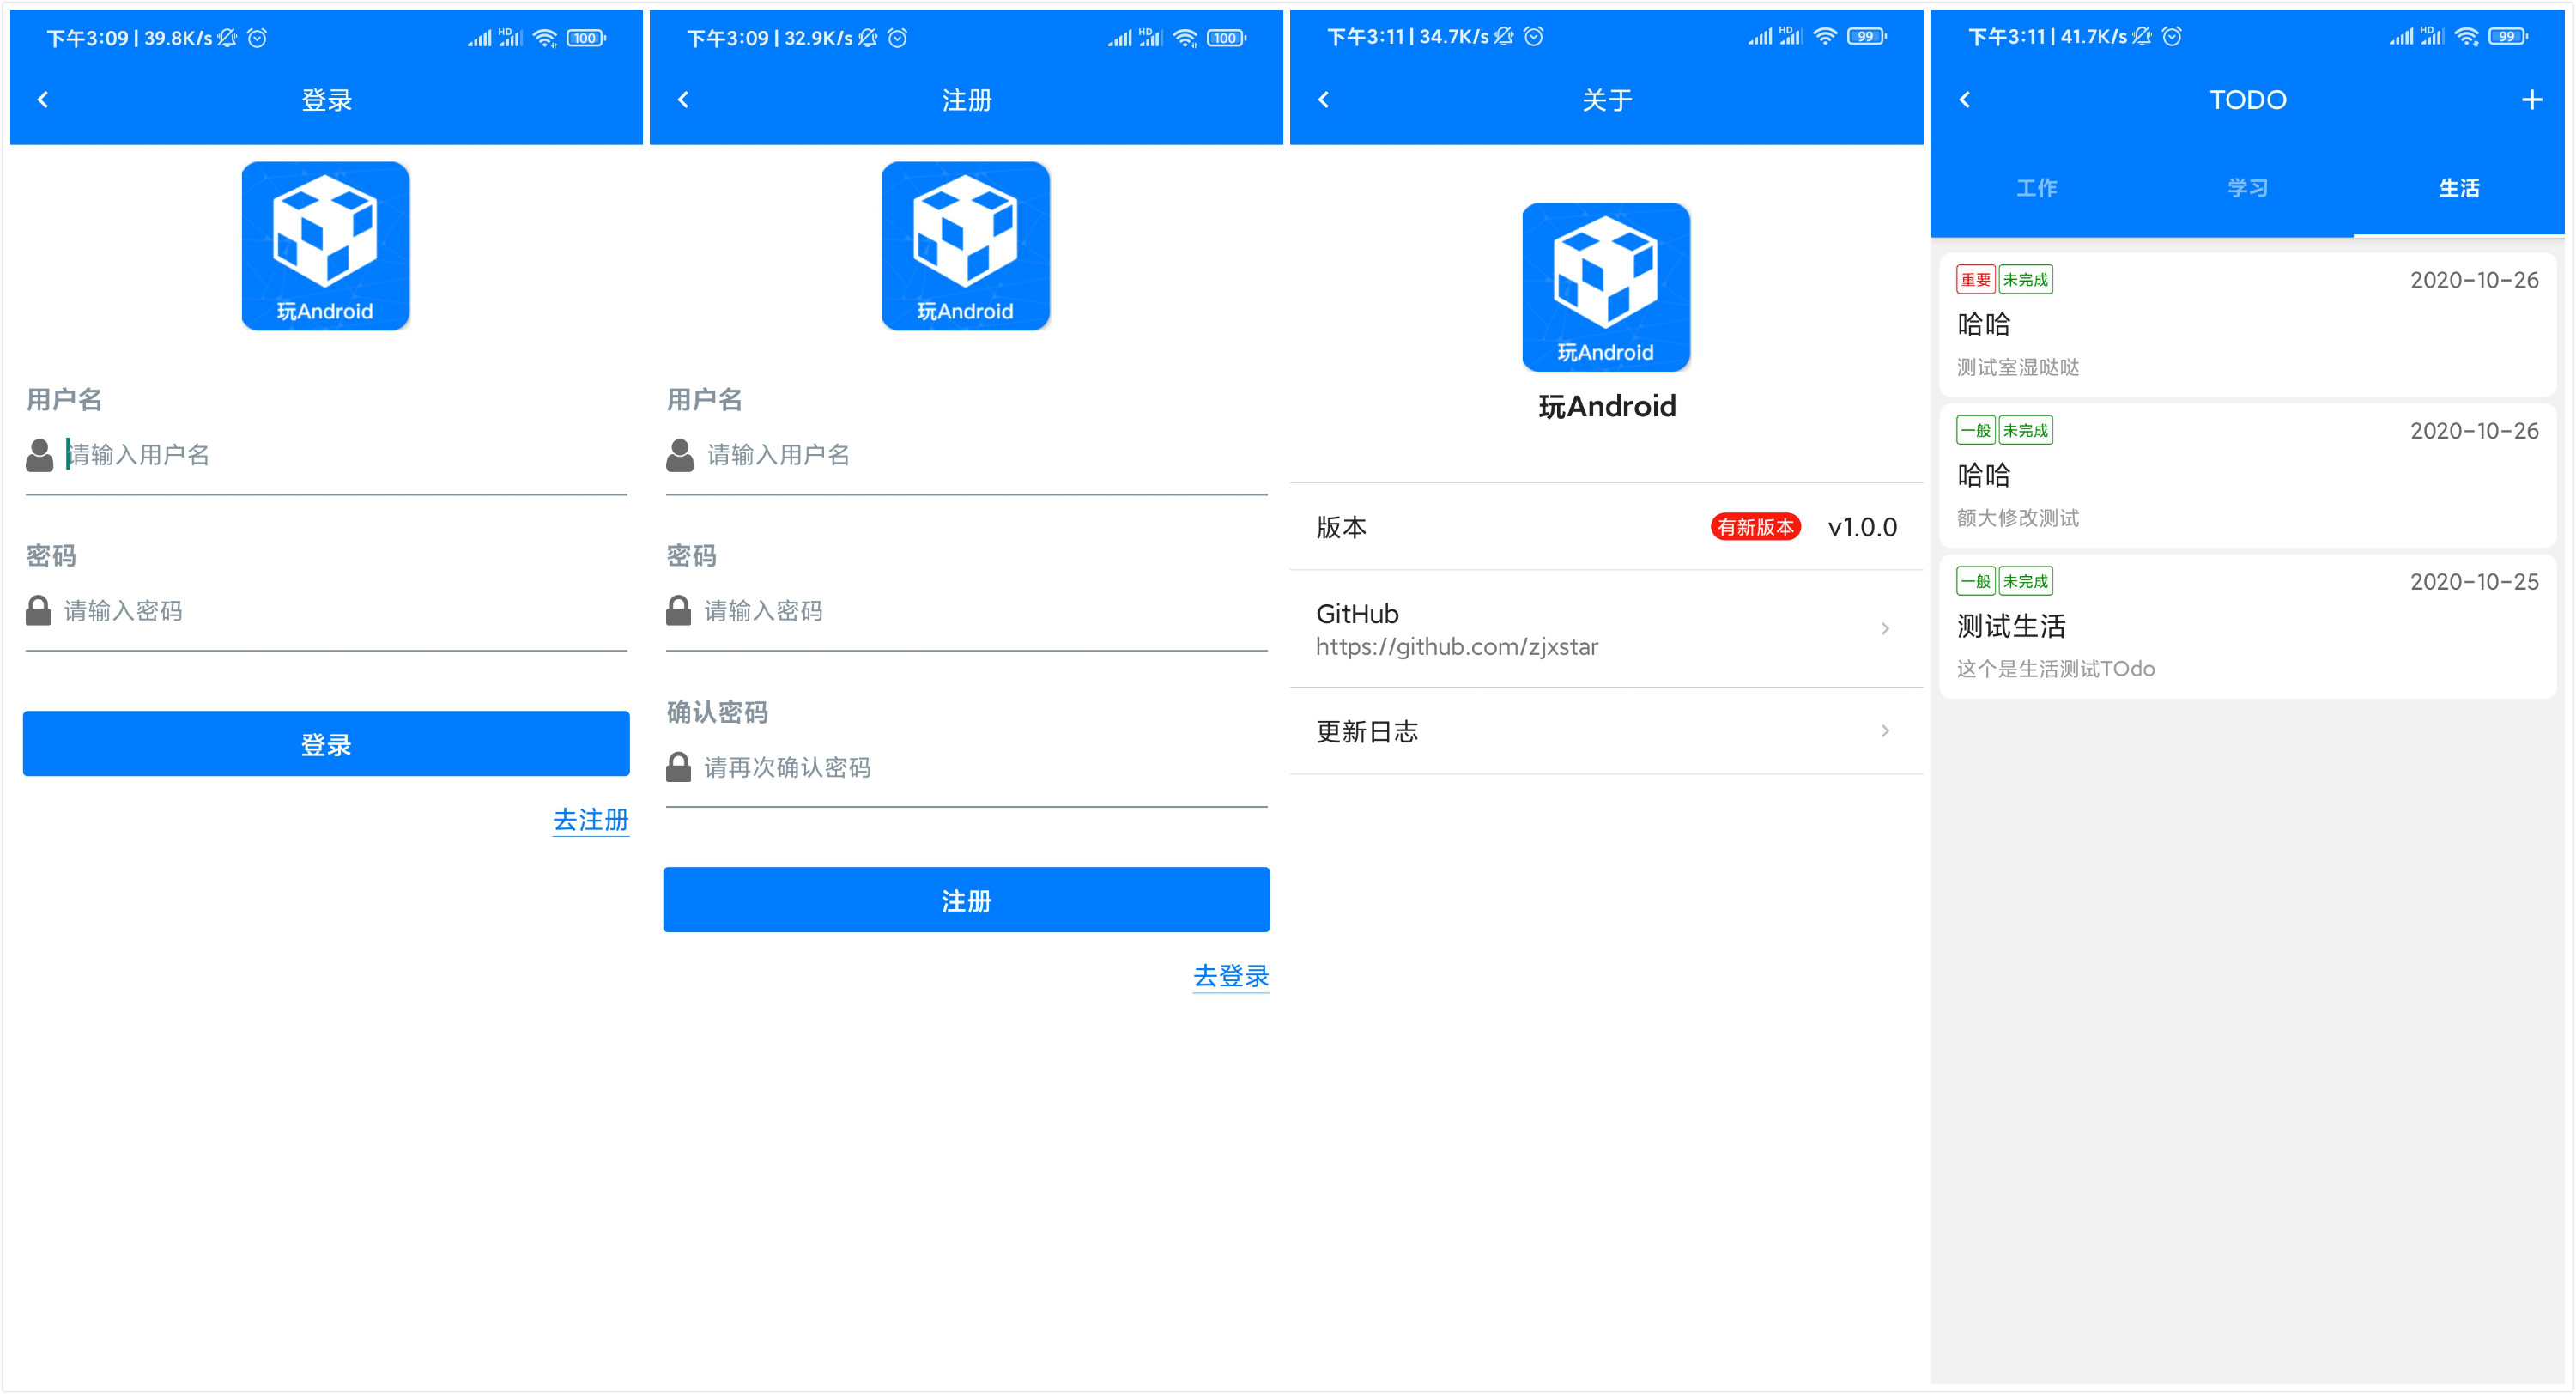 下午3:09 | 39.8K/s
HD
100
登录
玩Android
用户名
请输入用户名
密码
请输入密码
登录
去注册
下午3:09 | 32.9K/s
HD
100
注册
玩Android
用户名
请输入用户名
密码
请输入密码
确认密码
请再次确认密码
注册
去登录
下午3:11 | 34.7K/s
HD
99
关于
玩Android
玩Android
版本 有新版本 v1.0.0
GitHub
https://github.com/zjxstar
更新日志
下午3:11 | 41.7K/s
HD
99
TODO
工作 学习 生活
重要 未完成 2020-10-26
哈哈
测试室湿哒哒
一般 未完成 2020-10-26
哈哈
额大修改测试
一般 未完成 2020-10-25
测试生活
这个是生活测试TOdo